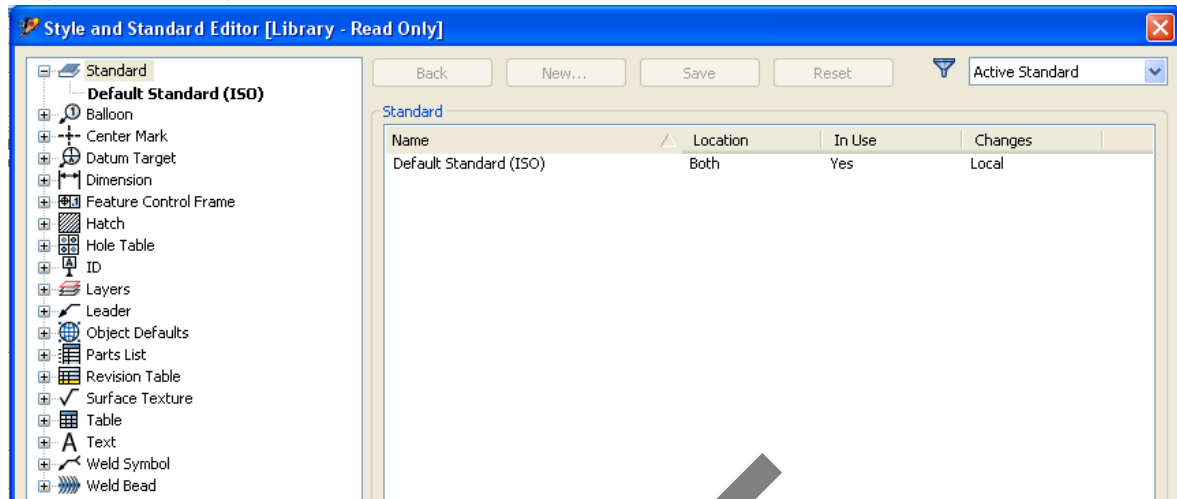 Style and Standard Editor [Library - Read Only]
Standard
Default Standard (ISO)
Balloon
Center Mark
Datum Target
Dimension
Feature Control Frame
Hatch
Hole Table
ID
Layers
Leader
Object Defaults
Parts List
Revision Table
Surface Texture
Table
Text
Weld Symbol
Weld Bead
Back New... Save Reset Active Standard
Standard
Name Location In Use Changes
Default Standard (ISO) Both Yes Local